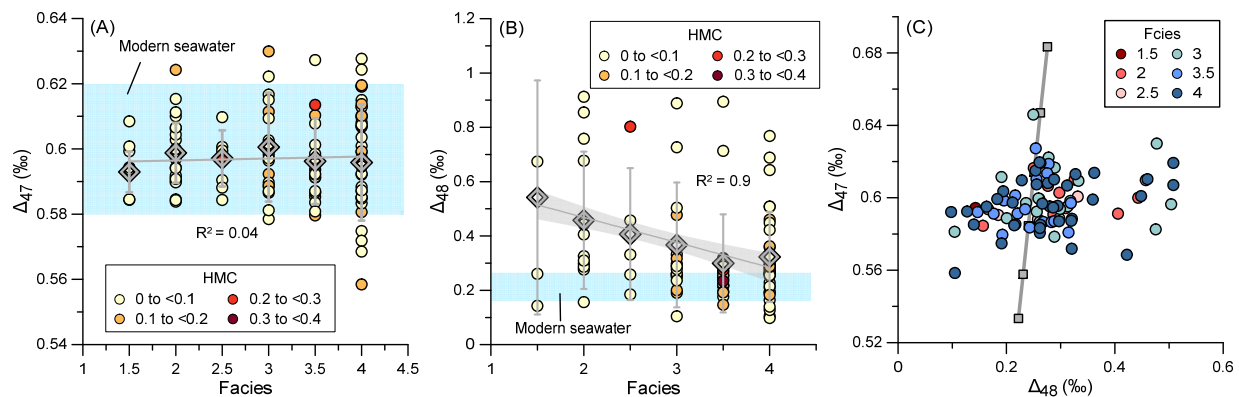 (A)
Modern seawater
0.64
0.62
0.6
0.58
0.56
0.54
Δ47
(‰)
R² = 0.04
HMC
0 to <0.1
0.2 to <0.3
0.1 to <0.2
0.3 to <0.4
1
1.5
2
2.5
3
3.5
4
4.5
Facies
(B)
HMC
0 to <0.1
0.2 to <0.3
0.1 to <0.2
0.3 to <0.4
1.2
1
0.8
0.6
0.4
0.2
0
Δ48
(‰)
R² = 0.9
Modern seawater
1
2
3
4
5
Facies
(C)
Fcies
1.5
3
2
3.5
2.5
4
0.68
0.64
0.6
0.56
0.52
Δ47
(‰)
0
0.2
0.4
0.6
Δ48 (‰)